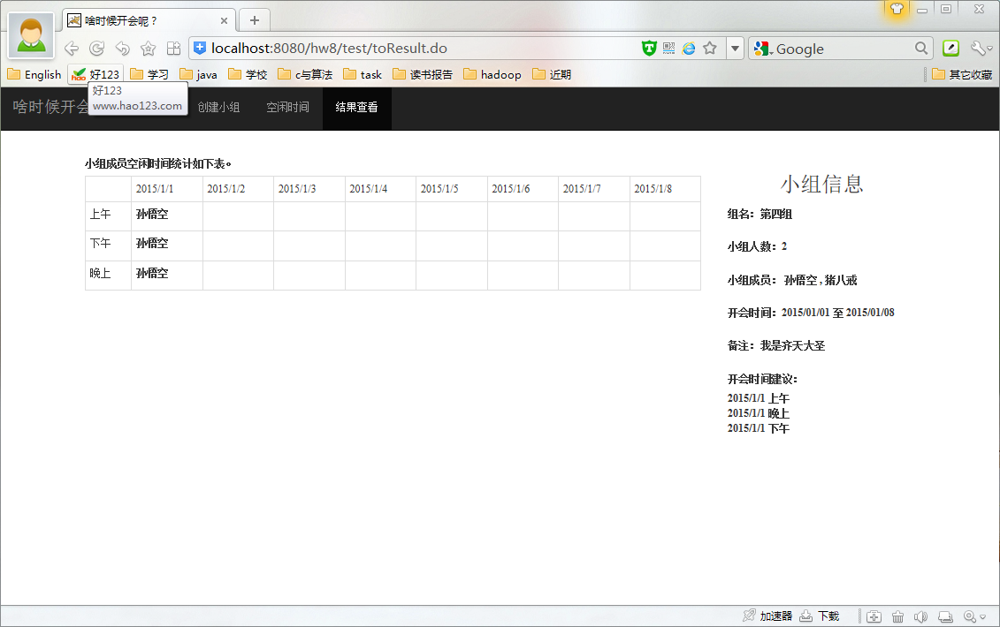 啥时候开会呢？
localhost:8080/hw8/test/toResult.do
Google
English 好123 学习 java 学校 c与算法 task 读书报告 hadoop 近期 其它收藏
好123
www.hao123.com
啥时候开会 创建小组 空闲时间 结果查看
小组成员空闲时间统计如下表。
2015/1/1 2015/1/2 2015/1/3 2015/1/4 2015/1/5 2015/1/6 2015/1/7 2015/1/8
上午 孙悟空
下午 孙悟空
晚上 孙悟空
小组信息
组名：第四组
小组人数：2
小组成员： 孙悟空 , 猪八戒
开会时间：2015/01/01 至 2015/01/08
备注：我是齐天大圣
开会时间建议：
2015/1/1 上午
2015/1/1 晚上
2015/1/1 下午
加速器 下载